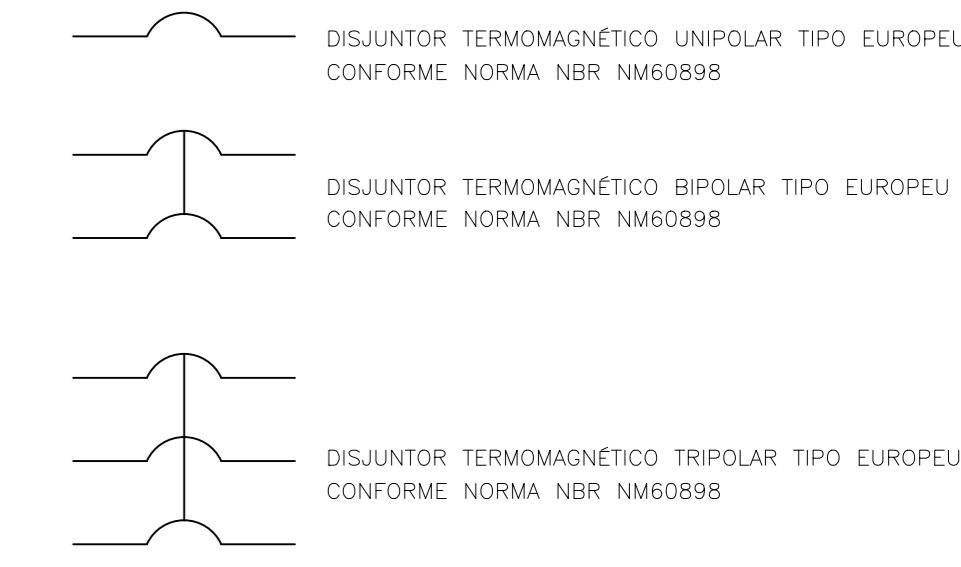 DISJUNTOR TERMOMAGNÉTICO UNIPOLAR TIPO EUROPEU
CONFORME NORMA NBR NM60898
DISJUNTOR TERMOMAGNÉTICO BIPOLAR TIPO EUROPEU
CONFORME NORMA NBR NM60898
DISJUNTOR TERMOMAGNÉTICO TRIPOLAR TIPO EUROPEU
CONFORME NORMA NBR NM60898